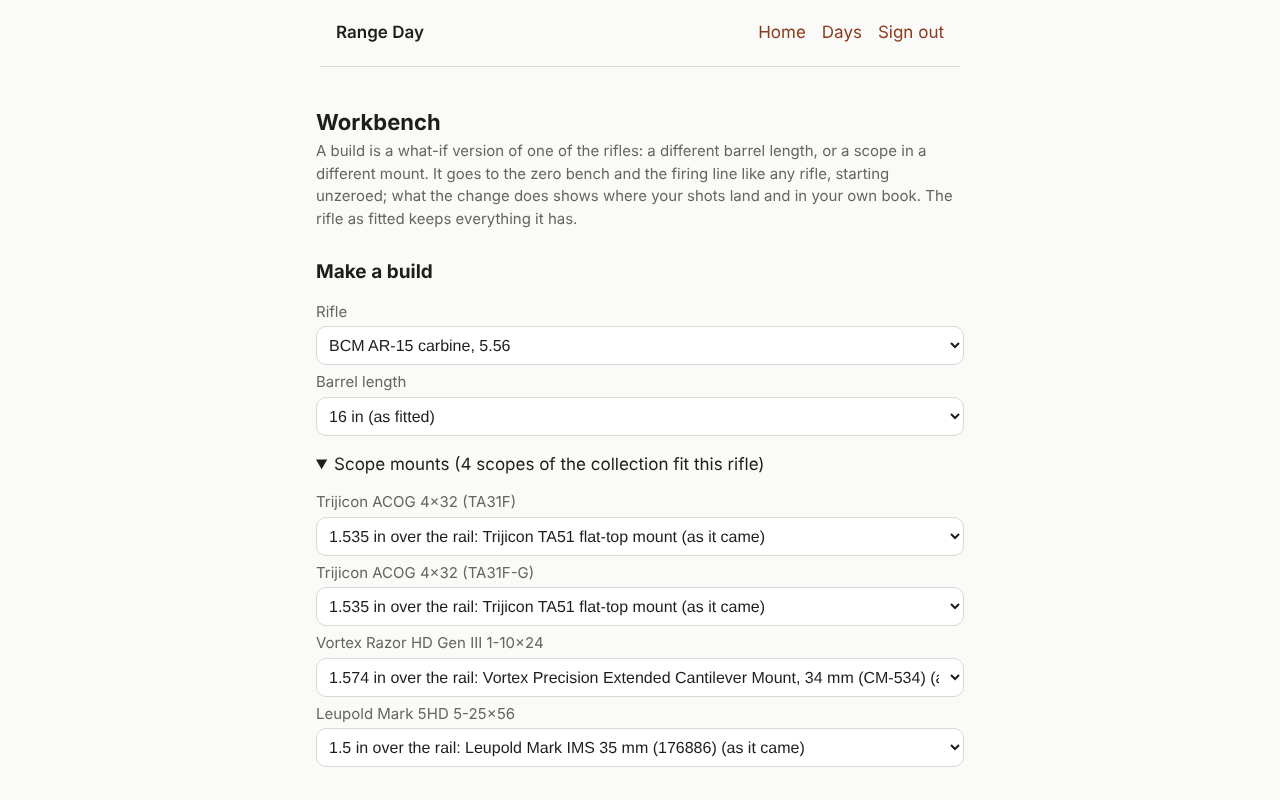 Range Day
Home Days Sign out
Workbench
A build is a what-if version of one of the rifles: a different barrel length, or a scope in a
different mount. It goes to the zero bench and the firing line like any rifle, starting
unzeroed; what the change does shows where your shots land and in your own book. The
rifle as fitted keeps everything it has.
Make a build
Rifle
BCM AR-15 carbine, 5.56
Barrel length
16 in (as fitted)
▼ Scope mounts (4 scopes of the collection fit this rifle)
Trijicon ACOG 4×32 (TA31F)
1.535 in over the rail: Trijicon TA51 flat-top mount (as it came)
Trijicon ACOG 4×32 (TA31F-G)
1.535 in over the rail: Trijicon TA51 flat-top mount (as it came)
Vortex Razor HD Gen III 1-10×24
1.574 in over the rail: Vortex Precision Extended Cantilever Mount, 34 mm (CM-534)
Leupold Mark 5HD 5-25×56
1.5 in over the rail: Leupold Mark IMS 35 mm (176886) (as it came)